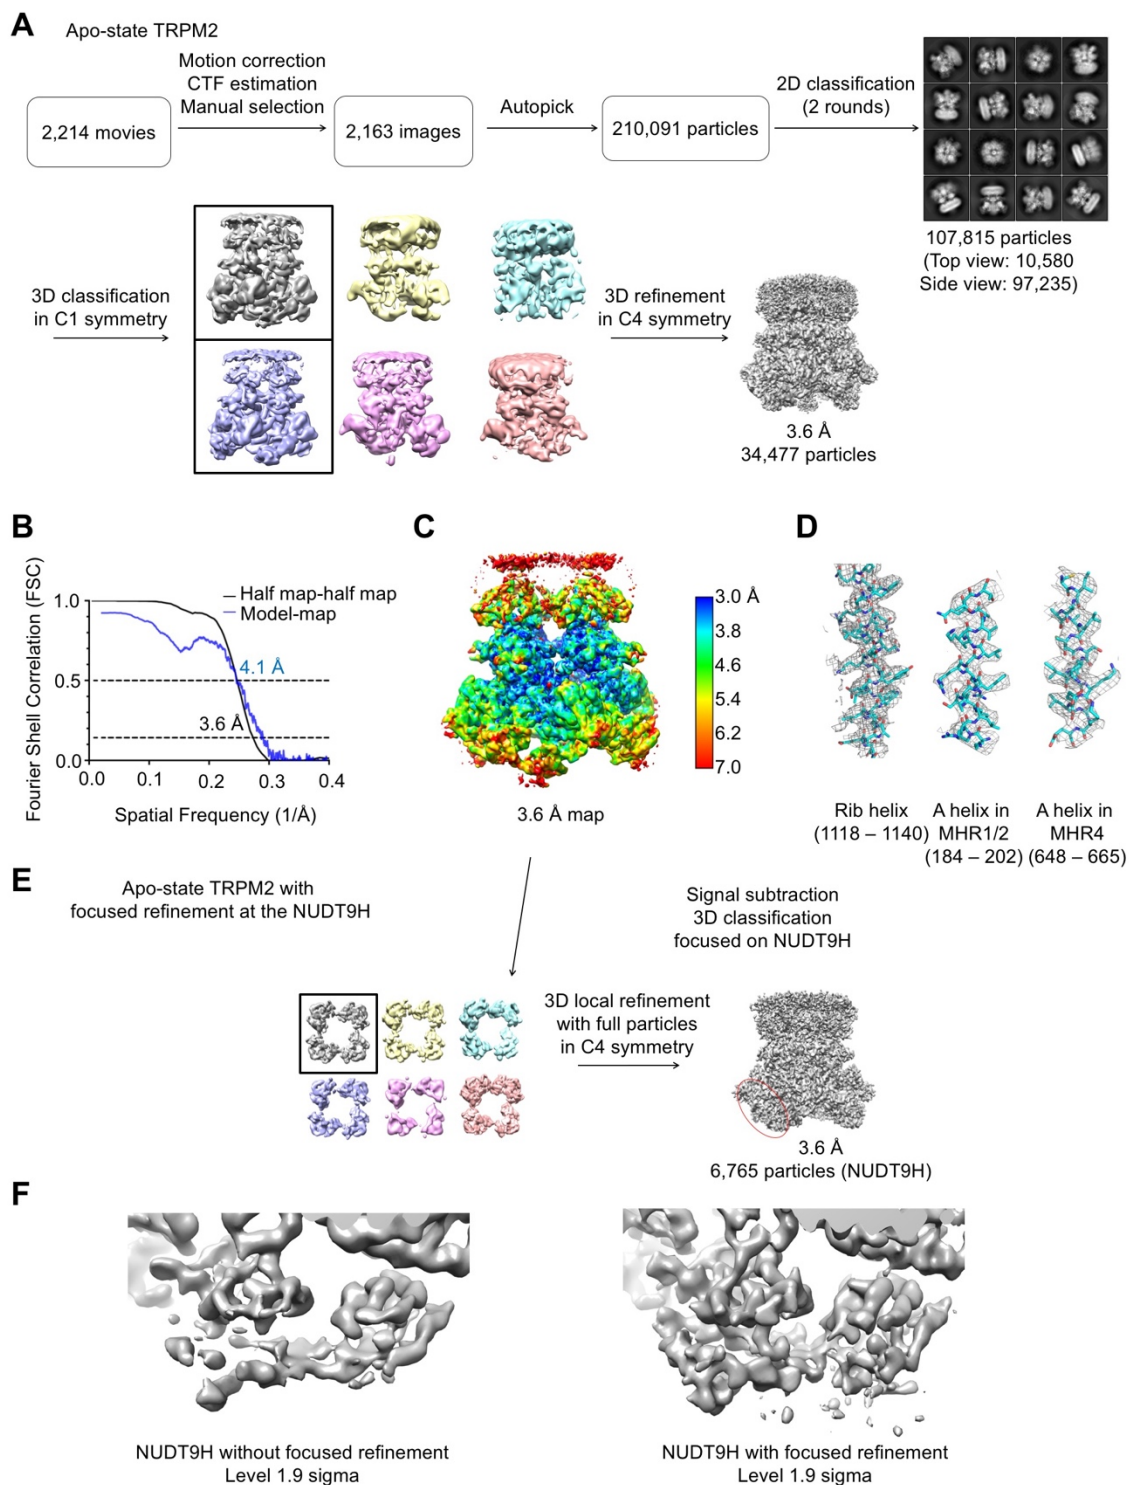 A
Apo-state TRPM2
Motion correction
CTF estimation
Manual selection
2,214 movies
2,163 images
Autopick
210,091 particles
2D classification
(2 rounds)
107,815 particles
(Top view: 10,580
Side view: 97,235)
3D classification
in C1 symmetry
3D refinement
in C4 symmetry
3.6 Å
34,477 particles
B
Fourier Shell Correlation (FSC)
1.0
0.5
0.0
Half map-half map
Model-map
4.1 Å
3.6 Å
0.0 0.1 0.2 0.3 0.4
Spatial Frequency (1/Å)
C
3.0 Å
3.8
4.6
5.4
6.2
7.0
3.6 Å map
D
Rib helix
(1118 – 1140)
A helix in
MHR1/2
(184 – 202)
A helix in
MHR4
(648 – 665)
E
Apo-state TRPM2 with
focused refinement at the NUDT9H
Signal subtraction
3D classification
focused on NUDT9H
3D local refinement
with full particles
in C4 symmetry
3.6 Å
6,765 particles (NUDT9H)
F
NUDT9H without focused refinement
Level 1.9 sigma
NUDT9H with focused refinement
Level 1.9 sigma